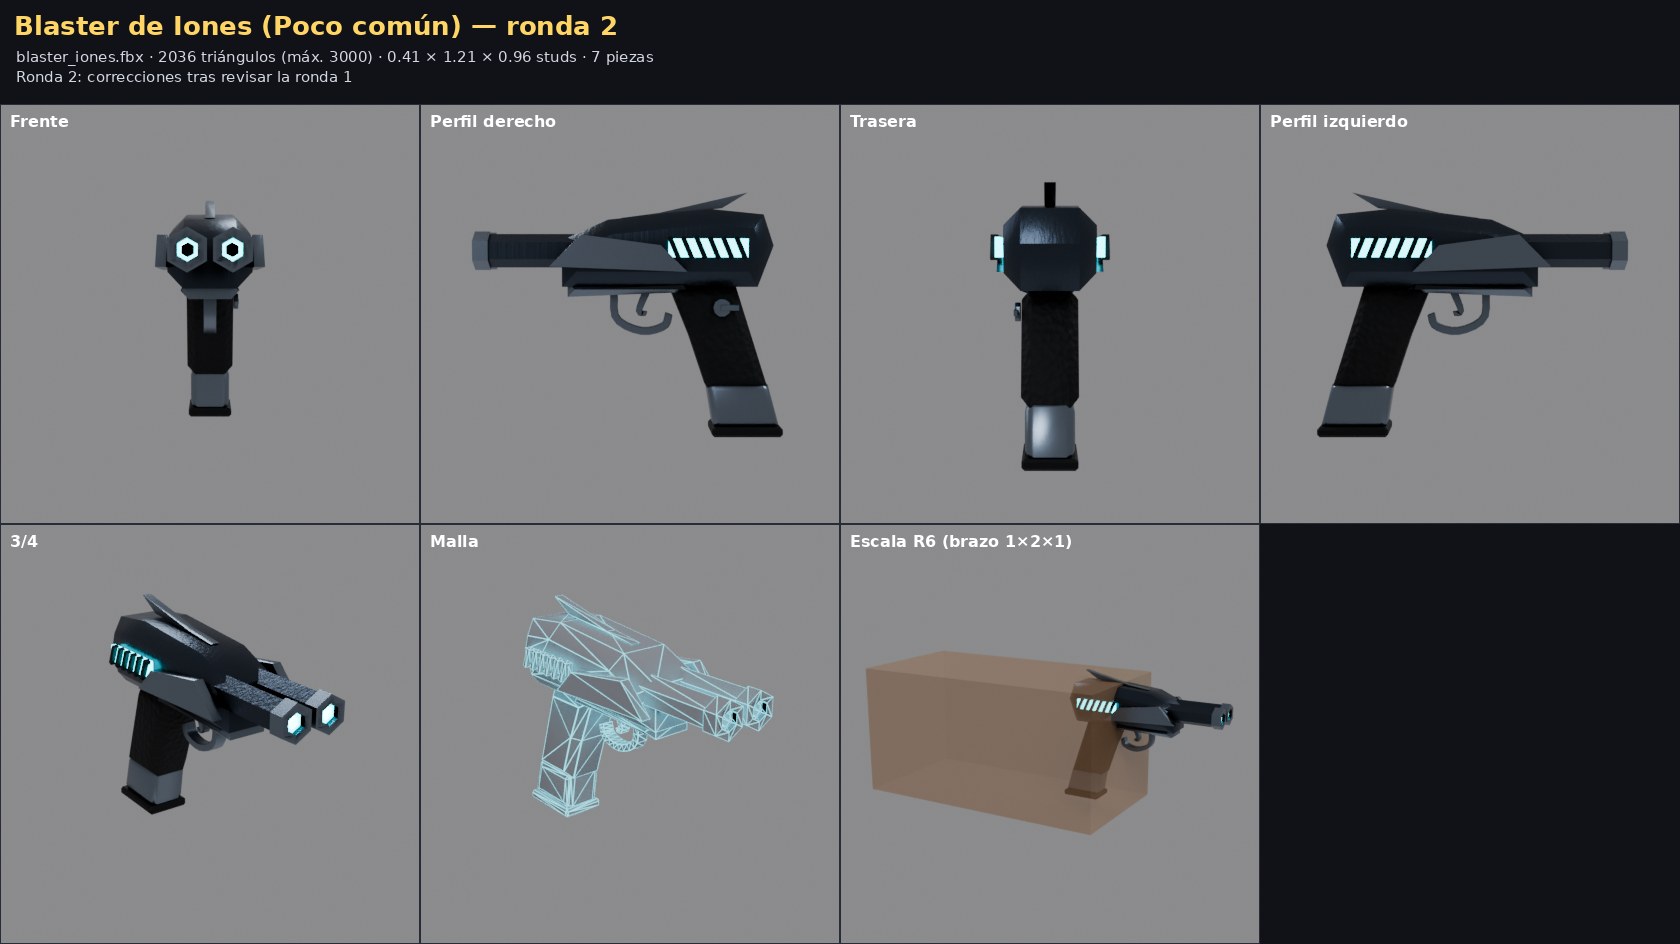 Blaster de Iones (Poco común) — ronda 2
blaster_iones.fbx · 2036 triángulos (máx. 3000) · 0.41 × 1.21 × 0.96 studs · 7 piezas
Ronda 2: correcciones tras revisar la ronda 1
Frente
Perfil derecho
Trasera
Perfil izquierdo
3/4
Malla
Escala R6 (brazo 1×2×1)